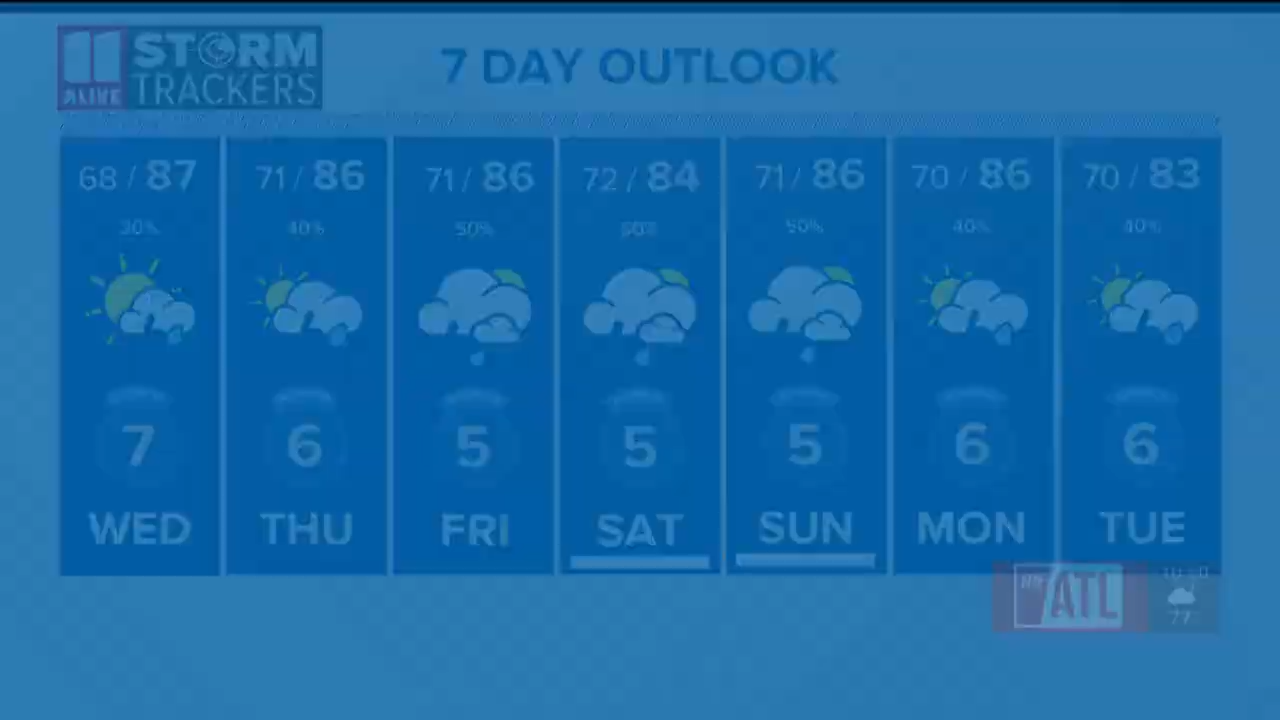 11
ALIVE
STORM
TRACKERS
7 DAY OUTLOOK
68 / 87 71 / 86 71 / 86 72 / 84 71 / 86 70 / 86 70 / 83
40% 50% 50% 40% 40%
7 6 5 5 5 6 6
WED THU FRI SAT SUN MON TUE
ATL
77